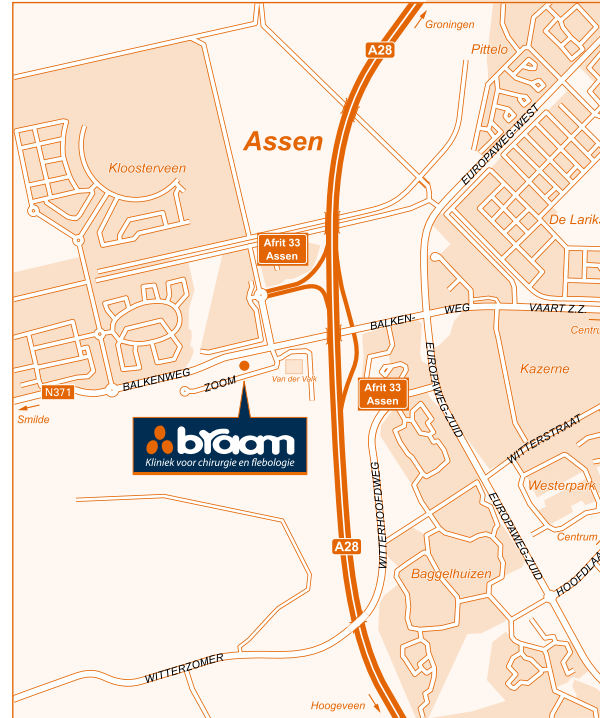 Groningen
A28
Pittelo
EUROPAWEG-WEST
Assen
Kloosterveen
De Larik
Afrit 33
Assen
BALKEN-
WEG
VAART Z.Z.
Centru
BALKENWEG
ZOOM
Van der Valk
EUROPAWEG-ZUID
Kazerne
N371
Afrit 33
Assen
Smilde
braam
Kliniek voor chirurgie en flebologie
WITTERSTRAAT
Westerpark
WITTERHOOFDWEG
EUROPAWEG-ZUID
A28
Centrum
Baggelhuizen
HOOFDLAA
WITTERZOMER
Hoogeveen